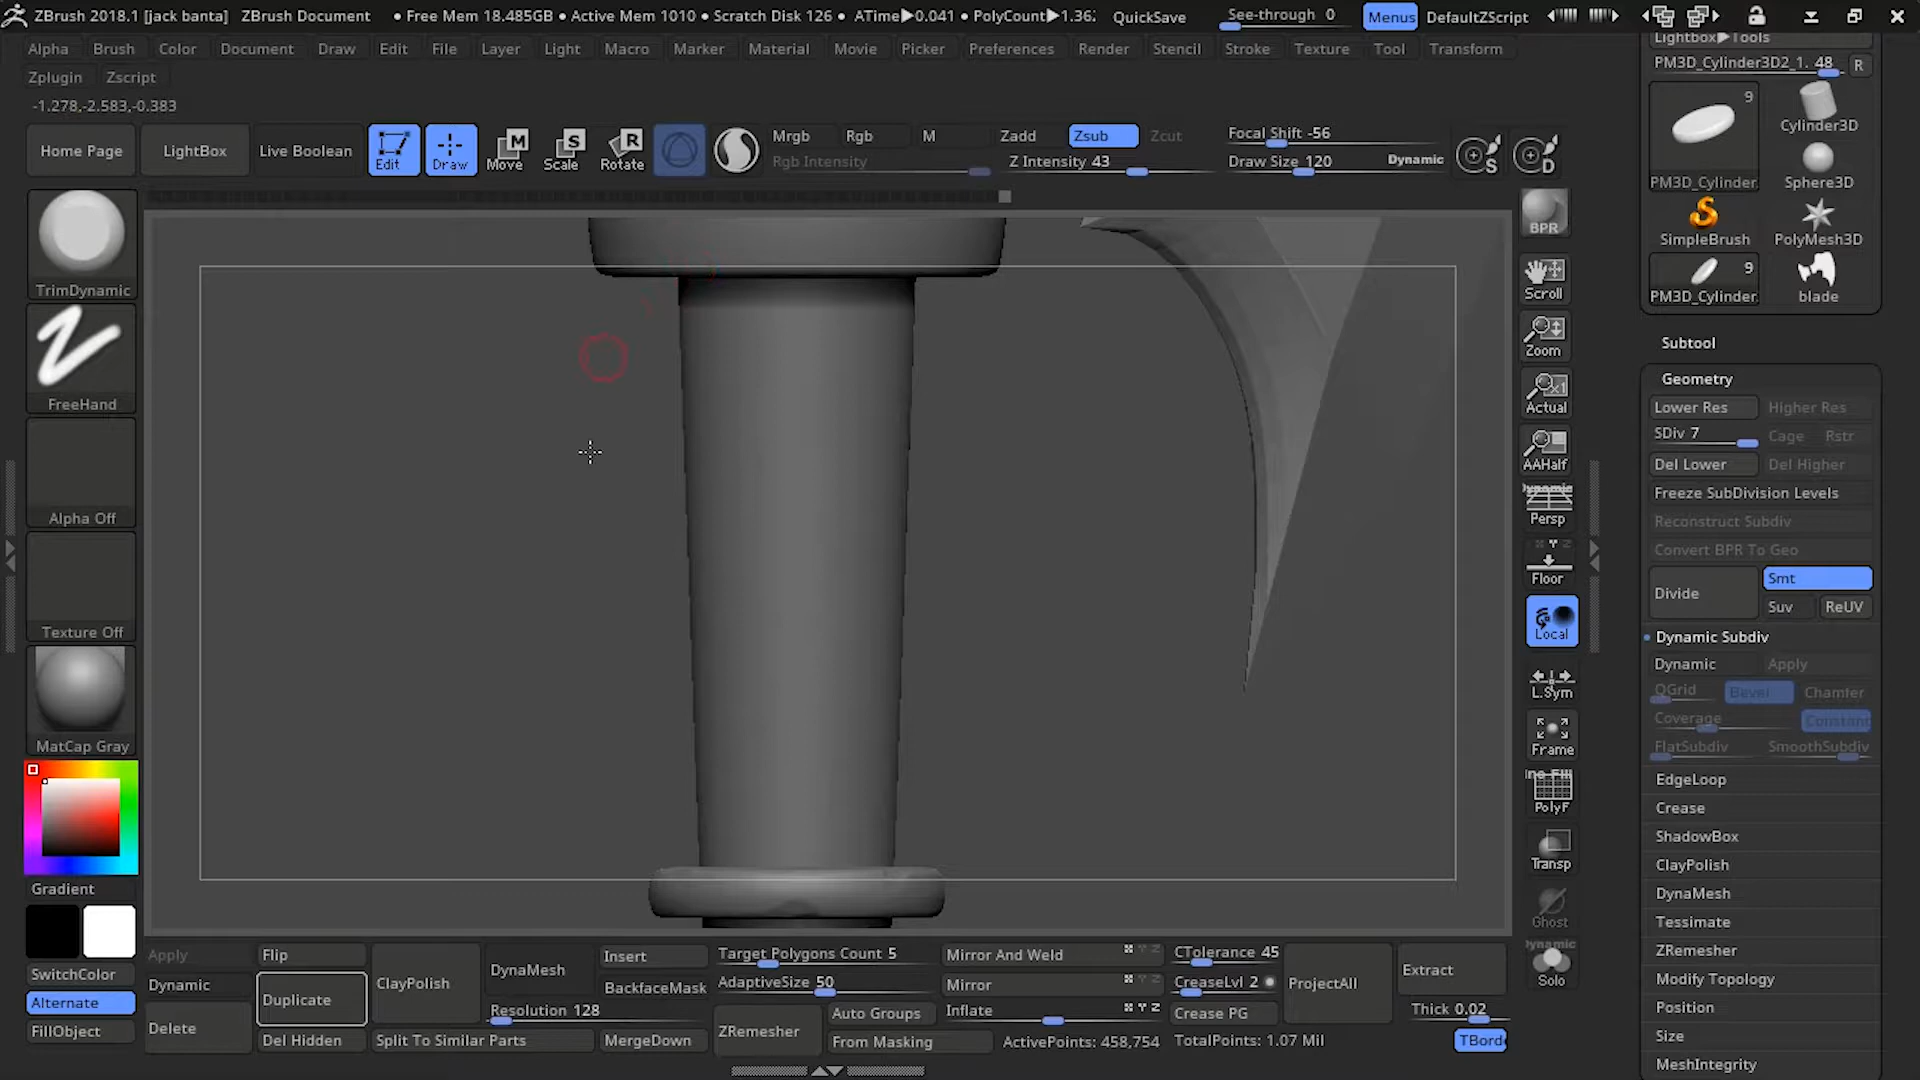 ZBrush 2018.1 [jack banta] ZBrush Document • Free Mem 18.485GB • Active Mem 1010 • Scratch Disk 126 • ATime▶0.041 • PolyCount▶1.36 QuickSave See-through 0 Menus DefaultZScript
Alpha Brush Color Document Draw Edit File Layer Light Macro Marker Material Movie Picker Preferences Render Stencil Stroke Texture Tool Transform
Zplugin Zscript
-1.278,-2.583,-0.383
Home Page LightBox Live Boolean Edit Draw Move Scale Rotate
Mrgb Rgb M Zadd Zsub Zcut Focal Shift -56
Rgb Intensity Z Intensity 43 Draw Size 120 Dynamic S D
TrimDynamic
FreeHand
Alpha Off
Texture Off
MatCap Gray
Gradient
SwitchColor
Alternate
FillObject
BPR
Scroll
Zoom
Actual
AAHalf
Dynamic
Persp
Floor
Local
L.Sym
Frame
PolyF
Transp
Ghost
Dynamic
Solo
Lightbox▶Tools
PM3D_Cylinder3D2_1. 48 R
9
PM3D_Cylinder Cylinder3D
Sphere3D
SimpleBrush PolyMesh3D
9
PM3D_Cylinder blade
Subtool
Geometry
Lower Res Higher Res
SDiv 7 Cage Rstr
Del Lower Del Higher
Freeze SubDivision Levels
Reconstruct Subdiv
Convert BPR To Geo
Divide Smt
Suv ReUV
Dynamic Subdiv
Dynamic Apply
QGrid Bevel Chamfer
Coverage Constant
FlatSubdiv SmoothSubdiv
EdgeLoop
Crease
ShadowBox
ClayPolish
DynaMesh
Tessimate
ZRemesher
Modify Topology
Position
Size
MeshIntegrity
Apply Flip ClayPolish DynaMesh Insert Target Polygons Count 5 Mirror And Weld CTolerance 45 ProjectAll Extract
Dynamic Duplicate BackfaceMask AdaptiveSize 50 Mirror CreaseLvl 2
Delete Resolution 128 ZRemesher Auto Groups Inflate Crease PG Thick 0.02
Del Hidden Split To Similar Parts MergeDown From Masking ActivePoints: 458,754 TotalPoints: 1.07 Mil TBord